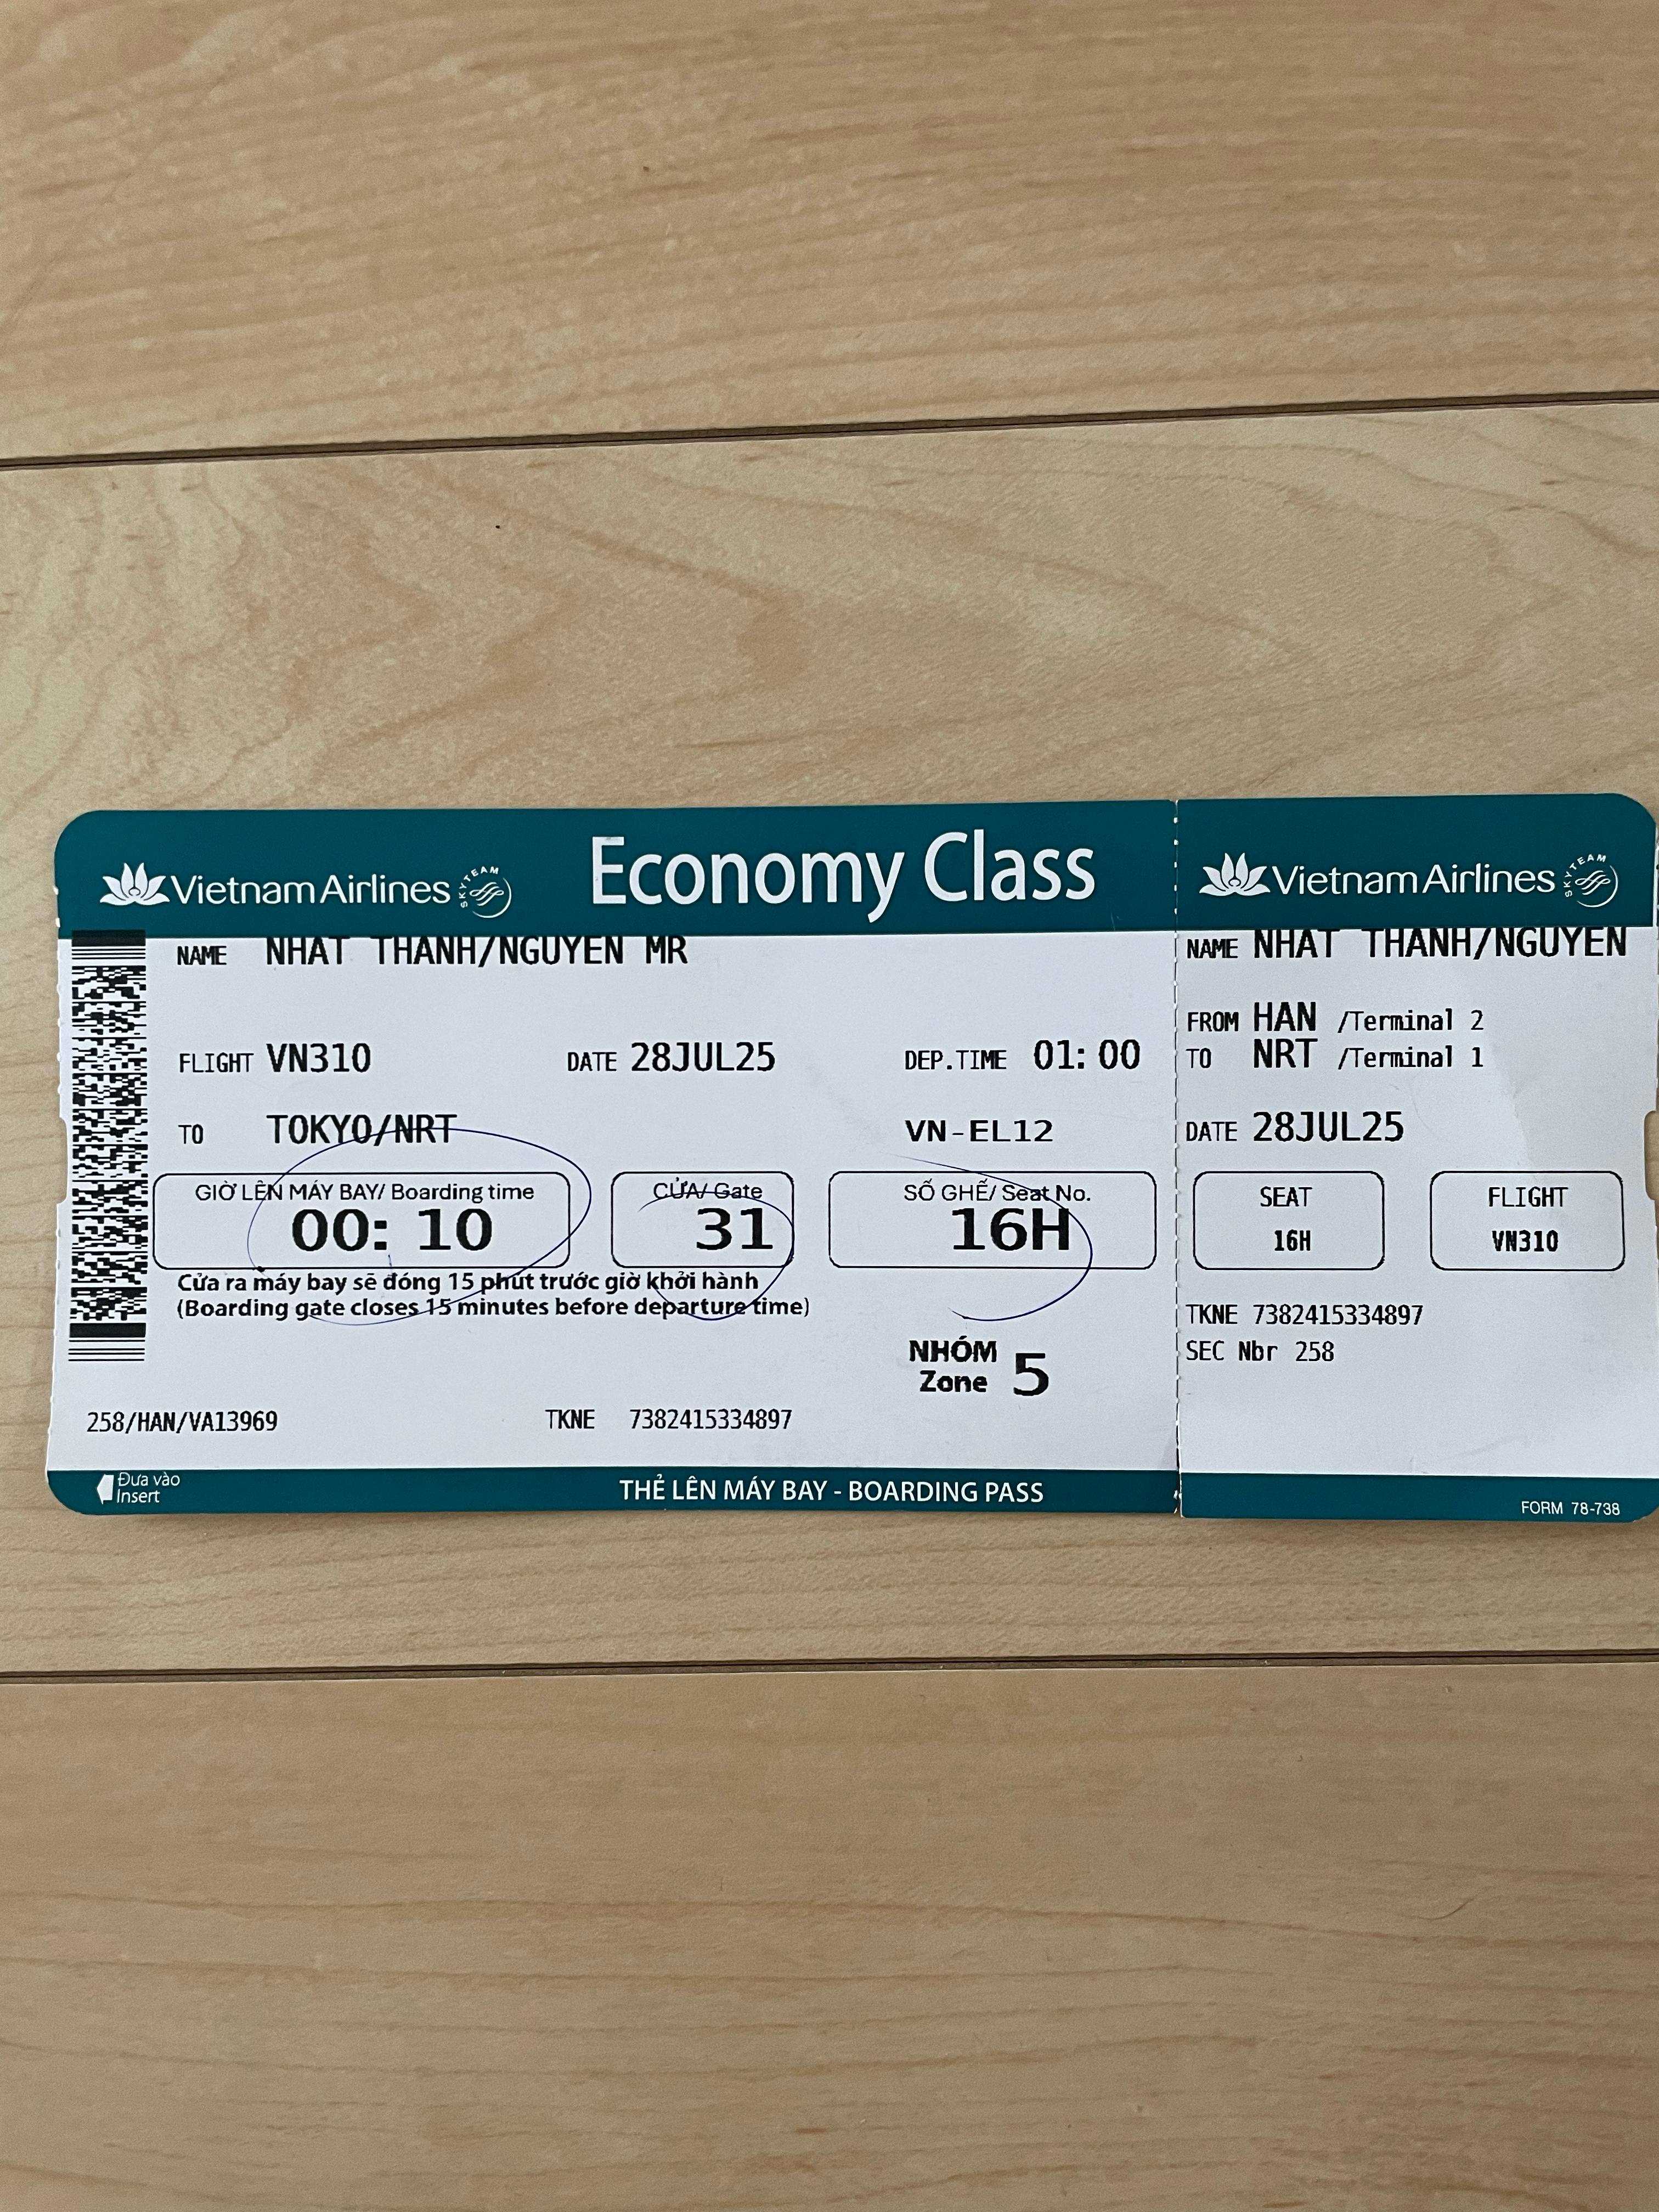 Vietnam Airlines SKYTEAM Economy Class
NAME NHAT THANH/NGUYEN MR
FLIGHT VN310 DATE 28JUL25 DEP.TIME 01:00
TO TOKYO/NRT VN-EL12
GIỜ LÊN MÁY BAY/ Boarding time
00: 10
CỬA/ Gate
31
SỐ GHẾ/ Seat No.
16H
Cửa ra máy bay sẽ đóng 15 phút trước giờ khởi hành
(Boarding gate closes 15 minutes before departure time)
NHÓM
Zone 5
258/HAN/VA13969 TKNE 7382415334897
Đưa vào
Insert
THẺ LÊN MÁY BAY - BOARDING PASS
Vietnam Airlines SKYTEAM
NAME NHAT THANH/NGUYEN
FROM HAN /Terminal 2
TO NRT /Terminal 1
DATE 28JUL25
SEAT
16H
FLIGHT
VN310
TKNE 7382415334897
SEC Nbr 258
FORM 78-738